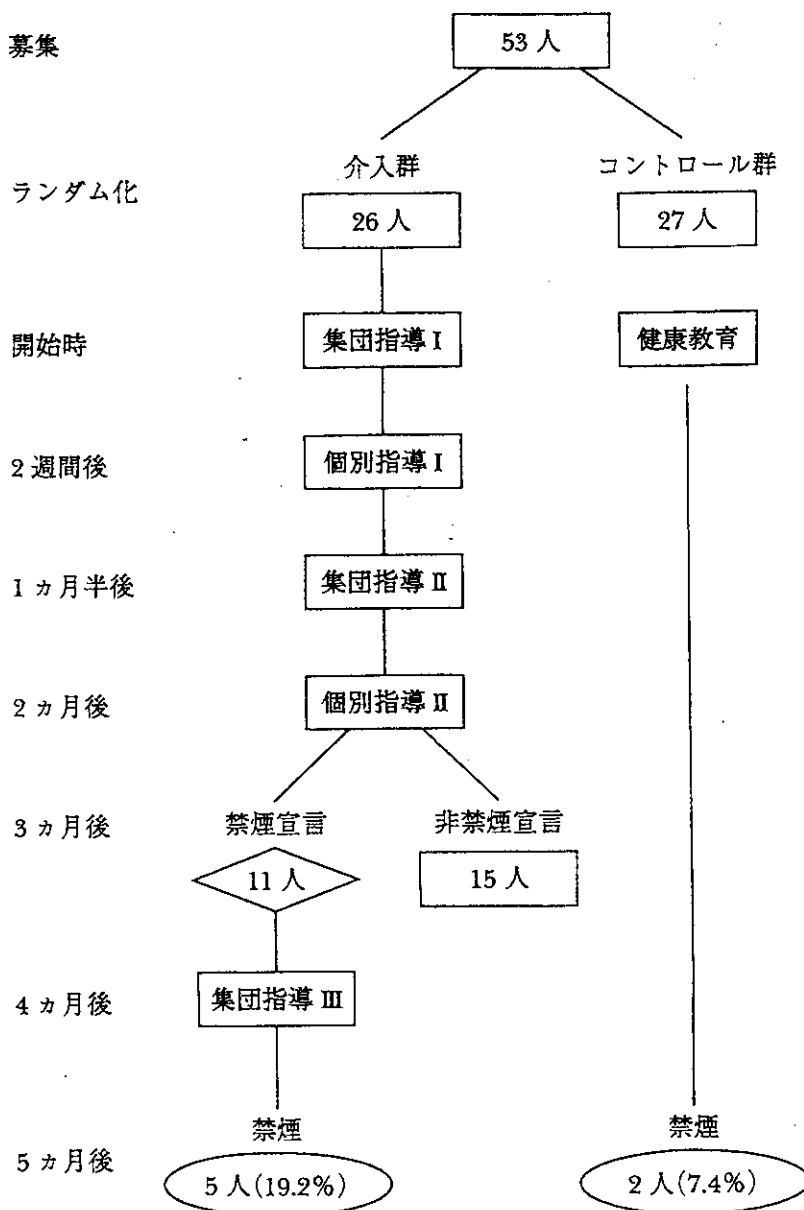 募集
53人
ランダム化
介入群
コントロール群
26人
27人
開始時
集団指導 I
健康教育
2週間後
個別指導 I
1ヵ月半後
集団指導 II
2ヵ月後
個別指導 II
3ヵ月後
禁煙宣言
非禁煙宣言
11人
15人
4ヵ月後
集団指導 III
禁煙
禁煙
5ヵ月後
5人(19.2%)
2人(7.4%)